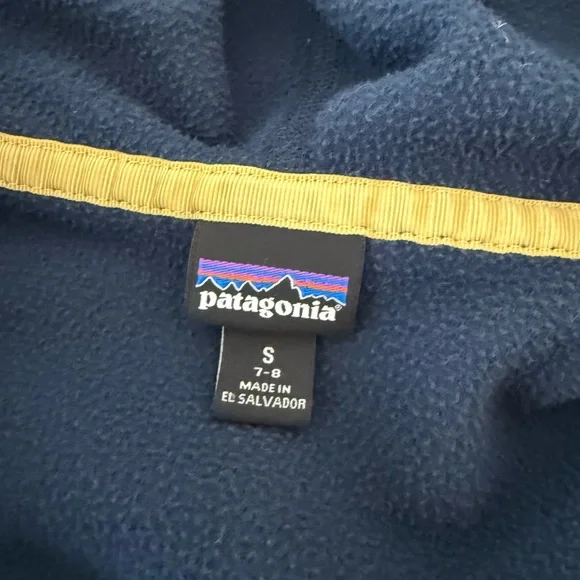 patagonia®
S
7-8
MADE IN
EL SALVADOR